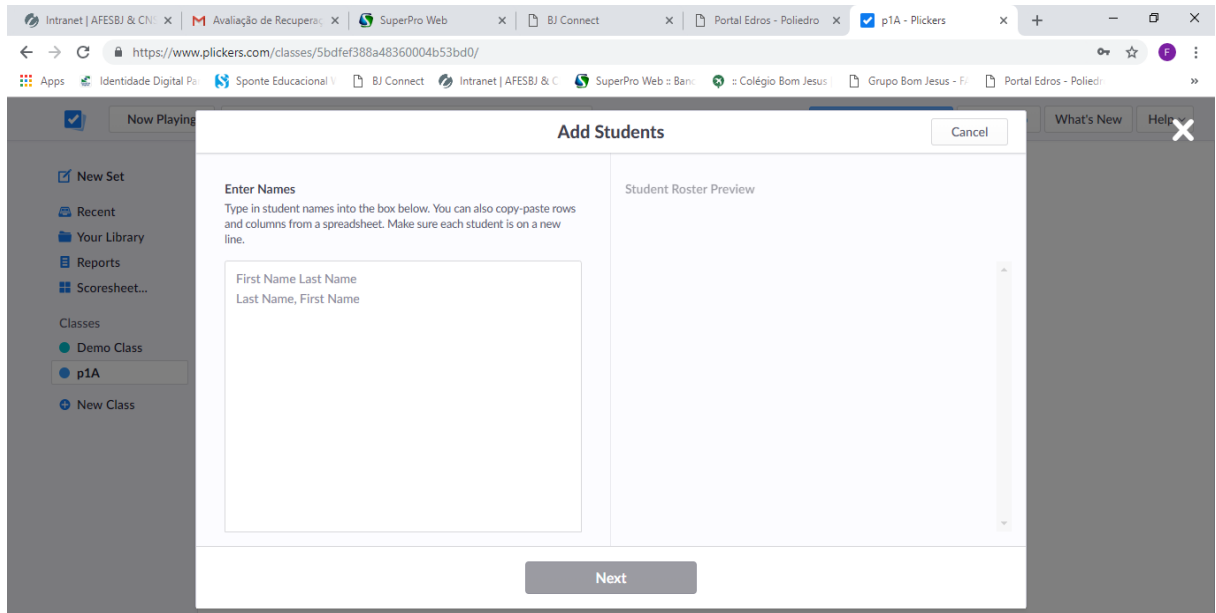 Intranet | AFESBJ & CNS
Avaliação de Recuperaç
SuperPro Web
BJ Connect
Portal Edros - Poliedro
p1A - Plickers
https://www.plickers.com/classes/5bdfef388a48360004b53bd0/
F
Apps
Identidade Digital Pa
Sponte Educacional V
BJ Connect
Intranet | AFESBJ & C
SuperPro Web :: Banc
:: Colégio Bom Jesus
Grupo Bom Jesus - FA
Portal Edros - Poliedr
»
Now Playing
What's New
Help
Add Students
Cancel
New Set
Recent
Your Library
Reports
Scoresheet...
Classes
Demo Class
p1A
New Class
Enter Names
Type in student names into the box below. You can also copy-paste rows
and columns from a spreadsheet. Make sure each student is on a new
line.
First Name Last Name
Last Name, First Name
Student Roster Preview
Next